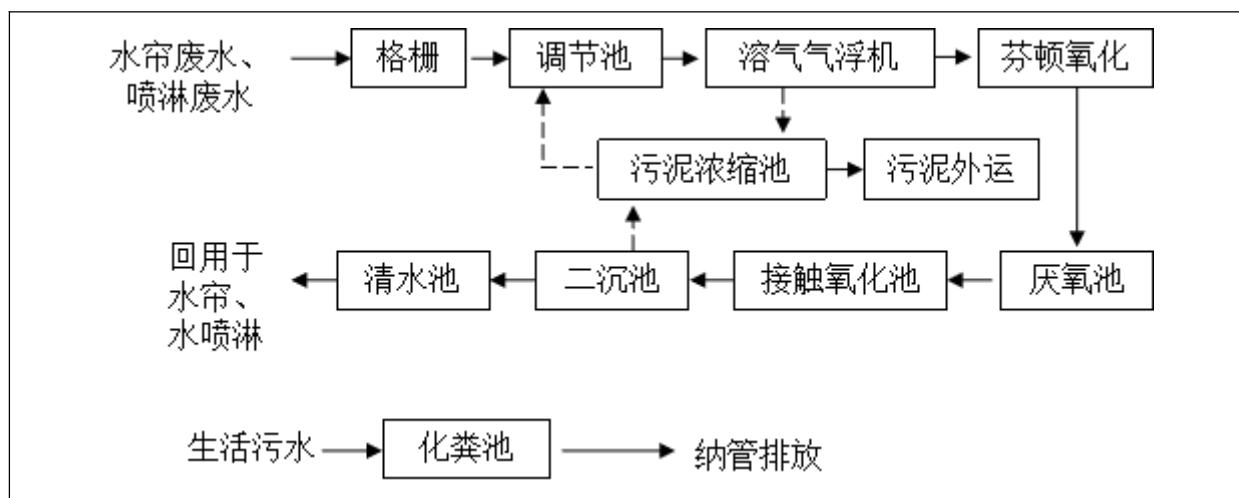 水帘废水、
喷淋废水
格栅
调节池
溶气气浮机
芬顿氧化
污泥浓缩池
污泥外运
回用于
水帘、
水喷淋
清水池
二沉池
接触氧化池
厌氧池
生活污水
化粪池
纳管排放